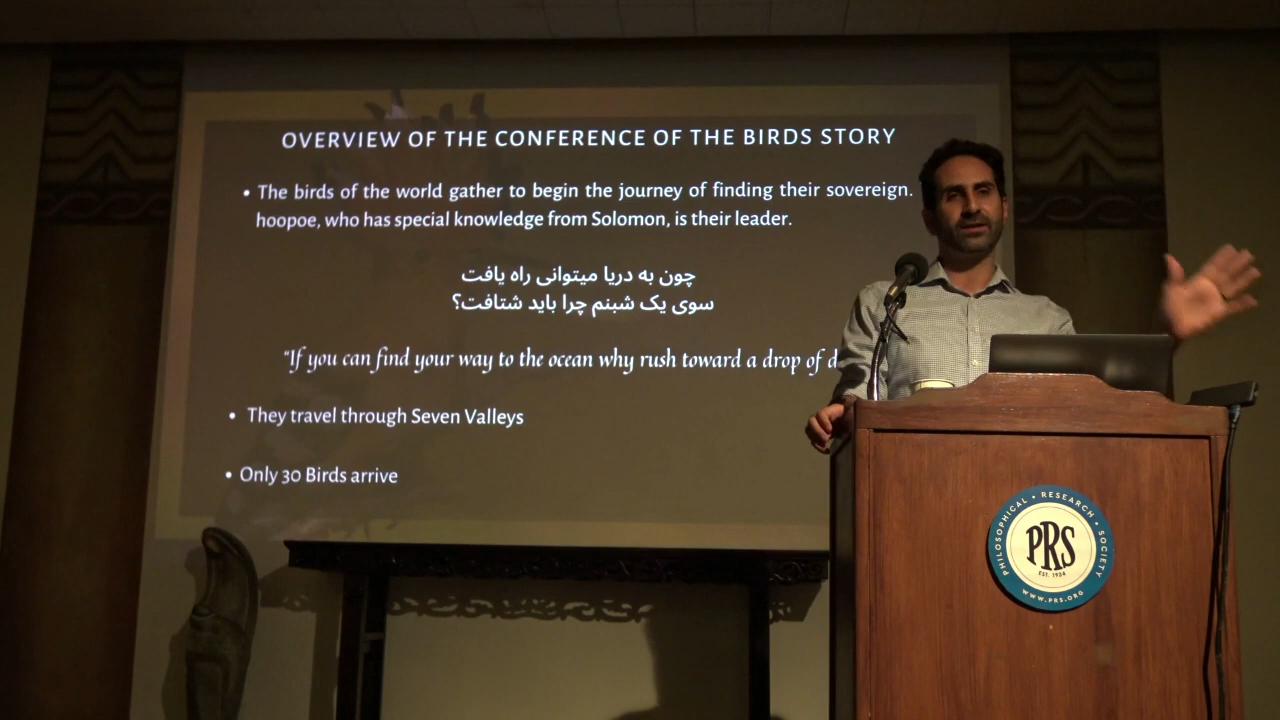 OVERVIEW OF THE CONFERENCE OF THE BIRDS STORY
• The birds of the world gather to begin the journey of finding their sovereign.
hoopoe, who has special knowledge from Solomon, is their leader.
چون به دریا میتوانی راه یافت
سوی یک شبنم چرا باید شتافت؟
“If you can find your way to the ocean why rush toward a drop of d
• They travel through Seven Valleys
• Only 30 Birds arrive
PHILOSOPHICAL • RESEARCH • SOCIETY
PRS
EST. 1934
WWW.PRS.ORG